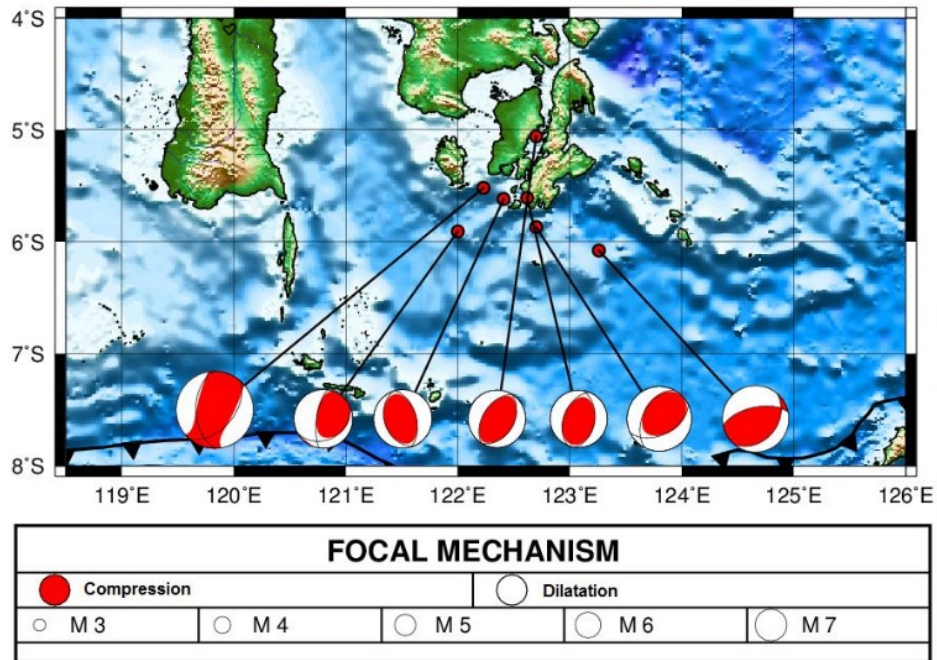 4°S
5°S
6°S
7°S
8°S
119°E 120°E 121°E 122°E 123°E 124°E 125°E 126°E
FOCAL MECHANISM
Compression Dilatation
M 3 M 4 M 5 M 6 M 7